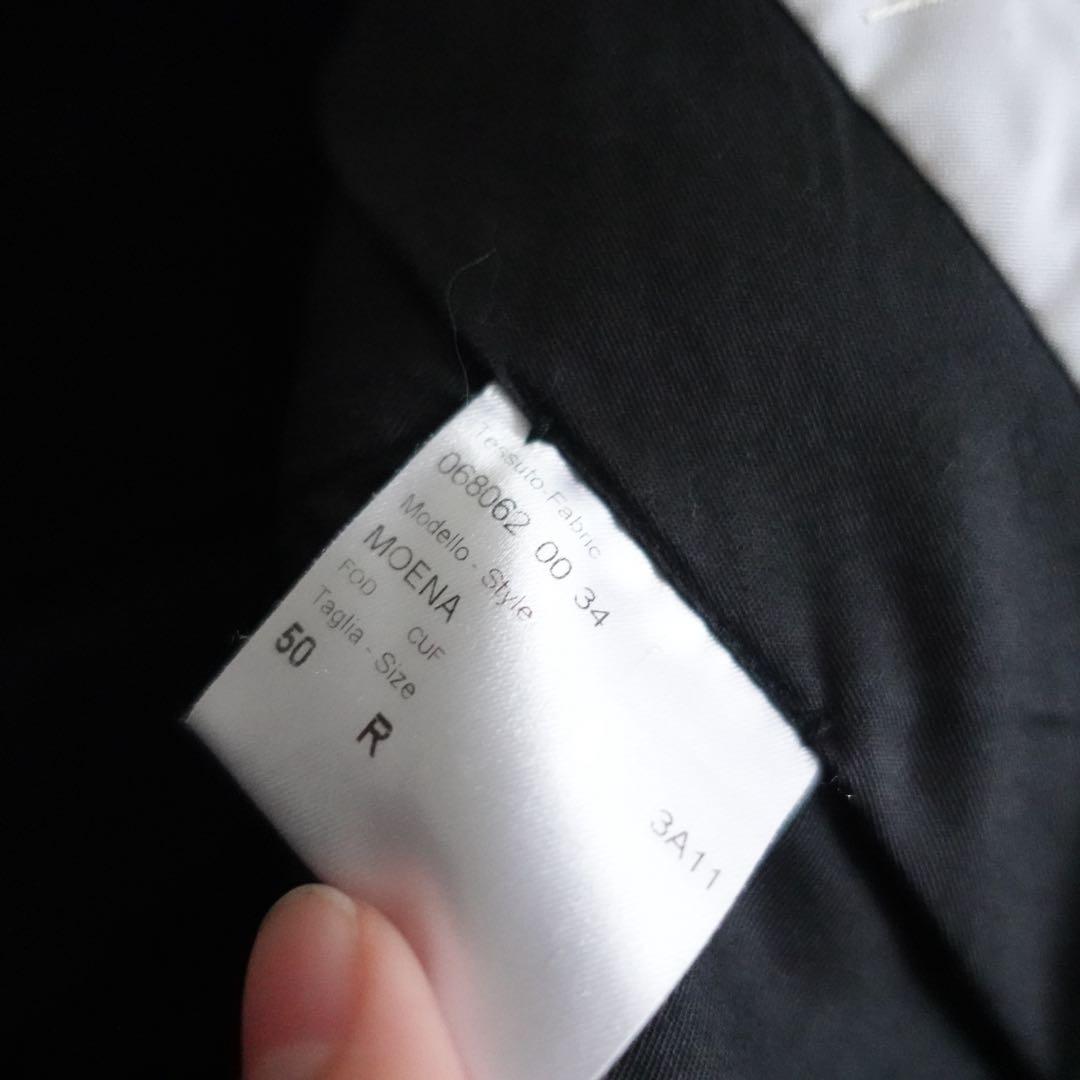 Tessuto-Fabric
068062 00 34
Modello - Style
MOENA
FOD CUF
Taglia - Size
50 R
3A11